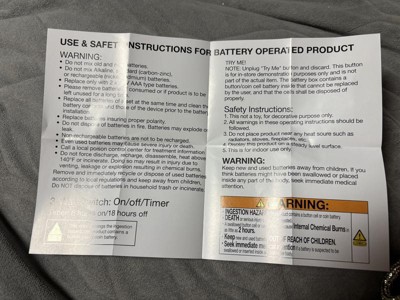 USE & SAFETY INSTRUCTIONS FOR BATTERY OPERATED PRODUCT
WARNING:
• Do not mix old and batteries.
• Do not mix Alkaline, standard (carbon-zinc),
or rechargeable batteries.
• Replace only with 2 "AAA" type batteries.
• Please remove batteries consumed or if product is to be
left unused for a long
• Replace all batteries of a set at the same time and clean the
battery contacts and those of the device prior to the battery
installation.
• Replace batteries insuring proper polarity.
• Do not dispose of batteries in fire. Batteries may explode or
leak.
• Non-rechargeable batteries are not to be recharged.
• Even used batteries may cause severe injury or death.
• Call a local poison control center for treatment information
• Do not force discharge, recharge, disassemble, heat above
140°F or incinerate. Doing so may result in injury due to
venting, leakage or explosion chemical burns.
Remove and immediately recycle or dispose of used batteries
according to local regulations and keep away from children.
Do NOT dispose of batteries in household trash or incinerate.
On/off/Timer
on/18 hours off
TRY ME!
NOTE: Unplug "Try Me" button and discard. This button
is for in-store demonstration purposes only and is not
part of the actual item. The battery box contains a
button/coin cell battery inside that cannot be replaced
by the user, and that the cells shall be disposed of
properly.
Safety Instructions:
1. This not a toy, for decorative purpose only.
2. All warnings in these operating instructions should be
followed.
3. Do not place product near any heat source such as
radiators, stoves, fireplaces, etc.
4. Display this product on a steady level surface.
5. This is for indoor use only.
WARNING:
Keep new and used batteries away from children. If you
think batteries might have been swallowed or placed
inside any part of the body, seek immediate medical
attention.
WARNING:
INGESTION HAZARD
DEATH or serious
Internal Chemical Burns
as 2 hours.
Keep new and used OUT OF REACH OF CHILDREN.
Seek immediate medical